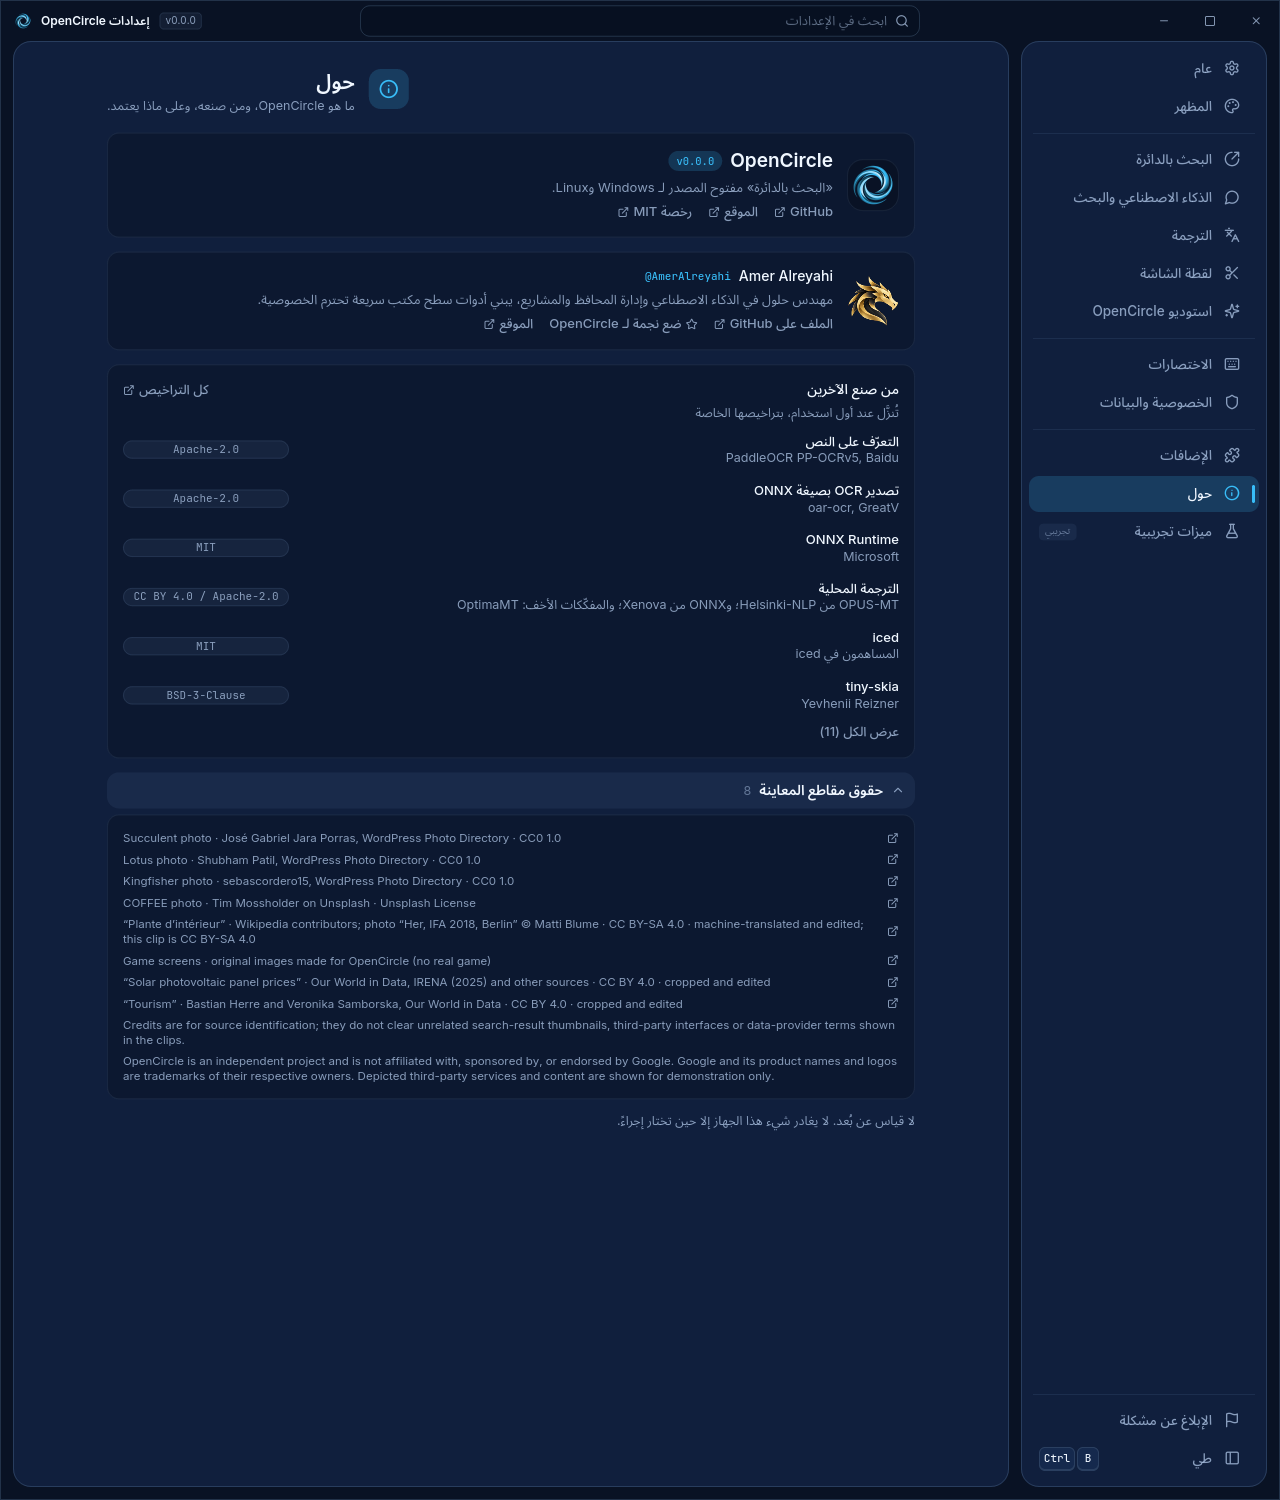 إعدادات OpenCircle v0.0.0
ابحث في الإعدادات
عام
المظهر
البحث بالدائرة
الذكاء الاصطناعي والبحث
الترجمة
لقطة الشاشة
استوديو OpenCircle
الاختصارات
الخصوصية والبيانات
الإضافات
حول
ميزات تجريبية تجريبي
الإبلاغ عن مشكلة
طي Ctrl B
حول
ما هو OpenCircle، ومن صنعه، وعلى ماذا يعتمد.
OpenCircle v0.0.0
«البحث بالدائرة» مفتوح المصدر لـ Windows وLinux.
GitHub الموقع رخصة MIT
Amer Alreyahi @AmerAlreyahi
مهندس حلول في الذكاء الاصطناعي وإدارة المحافظ والمشاريع، يبني أدوات سطح مكتب سريعة تحترم الخصوصية.
الملف على GitHub ضع نجمة لـ OpenCircle الموقع
من صنع الآخرين كل التراخيص
تُنزَّل عند أول استخدام، بتراخيصها الخاصة
التعرّف على النص
PaddleOCR PP-OCRv5, Baidu
Apache-2.0
تصدير OCR بصيغة ONNX
oar-ocr, GreatV
Apache-2.0
ONNX Runtime
Microsoft
MIT
الترجمة المحلية
OPUS-MT من Helsinki-NLP؛ وONNX من Xenova؛ والمفكّكات الأخف: OptimaMT
CC BY 4.0 / Apache-2.0
iced
المساهمون في iced
MIT
tiny-skia
Yevhenii Reizner
BSD-3-Clause
عرض الكل (11)
حقوق مقاطع المعاينة 8
Succulent photo · José Gabriel Jara Porras, WordPress Photo Directory · CC0 1.0
Lotus photo · Shubham Patil, WordPress Photo Directory · CC0 1.0
Kingfisher photo · sebascordero15, WordPress Photo Directory · CC0 1.0
COFFEE photo · Tim Mossholder on Unsplash · Unsplash License
“Plante d’intérieur” · Wikipedia contributors; photo “Her, IFA 2018, Berlin” © Matti Blume · CC BY-SA 4.0 · machine-translated and edited;
this clip is CC BY-SA 4.0
Game screens · original images made for OpenCircle (no real game)
“Solar photovoltaic panel prices” · Our World in Data, IRENA (2025) and other sources · CC BY 4.0 · cropped and edited
“Tourism” · Bastian Herre and Veronika Samborska, Our World in Data · CC BY 4.0 · cropped and edited
Credits are for source identification; they do not clear unrelated search-result thumbnails, third-party interfaces or data-provider terms shown
in the clips.
OpenCircle is an independent project and is not affiliated with, sponsored by, or endorsed by Google. Google and its product names and logos
are trademarks of their respective owners. Depicted third-party services and content are shown for demonstration only.
لا قياس عن بُعد. لا يغادر شيء هذا الجهاز إلا حين تختار إجراءً.